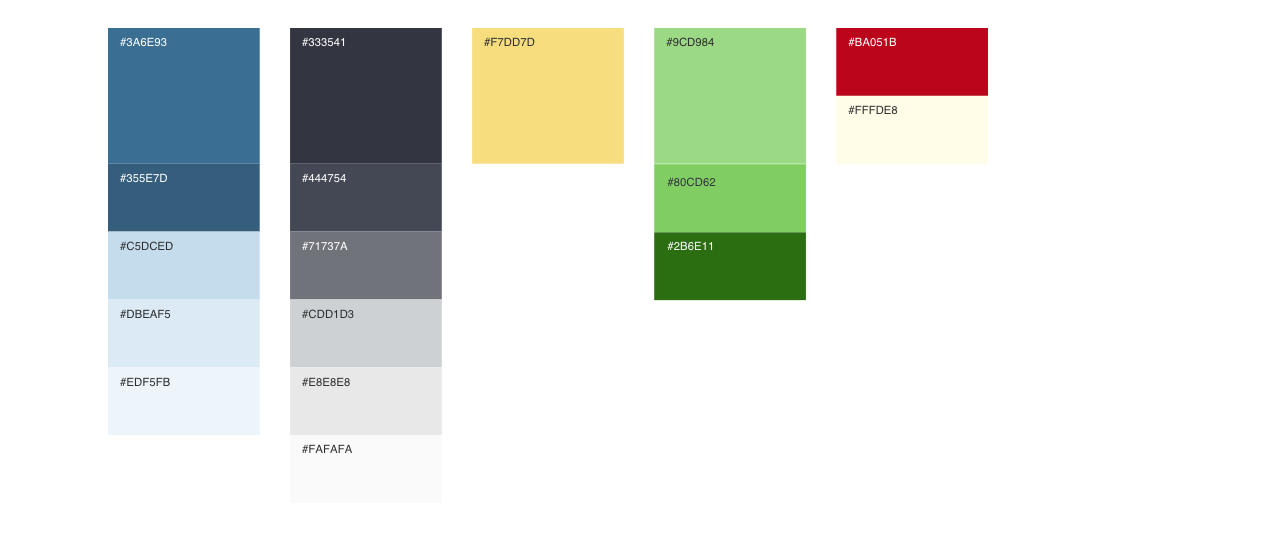 #3A6E93
#333541
#F7DD7D
#9CD984
#BA051B
#FFFDE8
#355E7D
#444754
#80CD62
#C5DCED
#71737A
#2B6E11
#DBEAF5
#CDD1D3
#EDF5FB
#E8E8E8
#FAFAFA